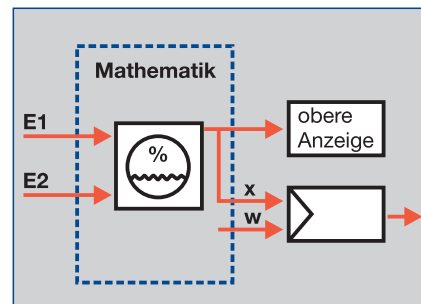 Mathematik
E1
E2
%
obere
Anzeige
x
w